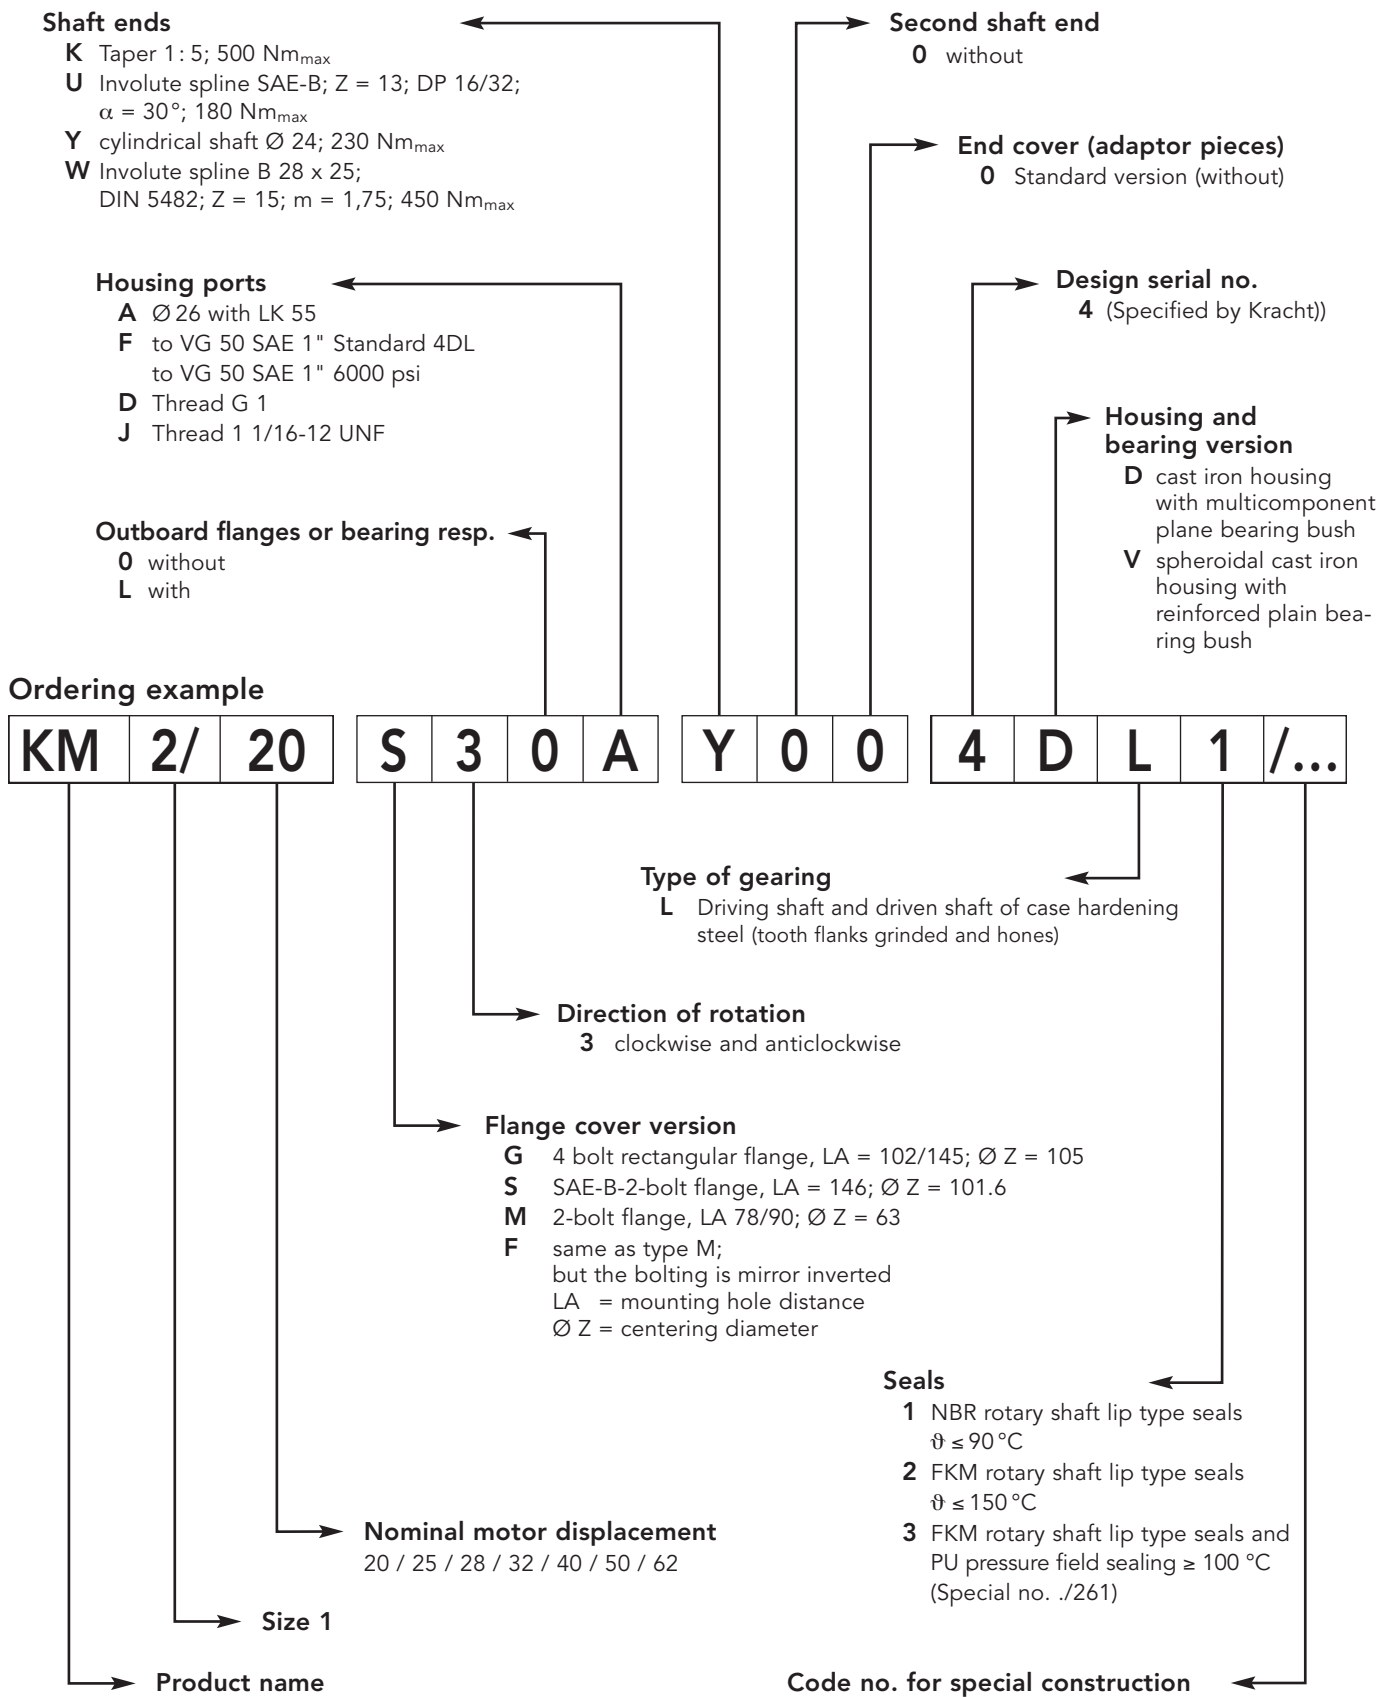 Shaft ends
K Taper 1: 5; 500 Nmmax
U Involute spline SAE-B; Z = 13; DP 16/32;
α = 30°; 180 Nmmax
Y cylindrical shaft Ø 24; 230 Nmmax
W Involute spline B 28 x 25;
DIN 5482; Z = 15; m = 1,75; 450 Nmmax
Second shaft end
0 without
End cover (adaptor pieces)
0 Standard version (without)
Housing ports
A Ø 26 with LK 55
F to VG 50 SAE 1" Standard 4DL
to VG 50 SAE 1" 6000 psi
D Thread G 1
J Thread 1 1/16-12 UNF
Design serial no.
4 (Specified by Kracht))
Housing and
bearing version
D cast iron housing
with multicomponent
plane bearing bush
V spheroidal cast iron
housing with
reinforced plain bea-
ring bush
Outboard flanges or bearing resp.
0 without
L with
Ordering example
KM 2/ 20 S 3 0 A Y 0 0 4 D L 1 /...
Type of gearing
L Driving shaft and driven shaft of case hardening
steel (tooth flanks grinded and hones)
Direction of rotation
3 clockwise and anticlockwise
Flange cover version
G 4 bolt rectangular flange, LA = 102/145; Ø Z = 105
S SAE-B-2-bolt flange, LA = 146; Ø Z = 101.6
M 2-bolt flange, LA 78/90; Ø Z = 63
F same as type M;
but the bolting is mirror inverted
LA = mounting hole distance
Ø Z = centering diameter
Seals
1 NBR rotary shaft lip type seals
ϑ ≤ 90 °C
2 FKM rotary shaft lip type seals
ϑ ≤ 150 °C
3 FKM rotary shaft lip type seals and
PU pressure field sealing ≥ 100 °C
(Special no. ./261)
Nominal motor displacement
20 / 25 / 28 / 32 / 40 / 50 / 62
Size 1
Product name
Code no. for special construction